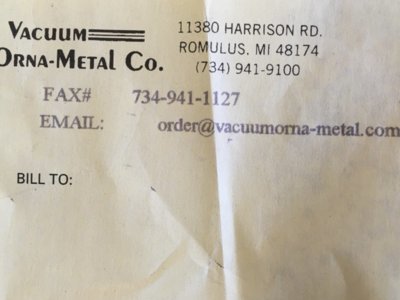 VACUUM
ORNA-METAL CO.
11380 HARRISON RD.
ROMULUS, MI 48174
(734) 941-9100
FAX# 734-941-1127
EMAIL: order@vacuumorna-metal.com
BILL TO: